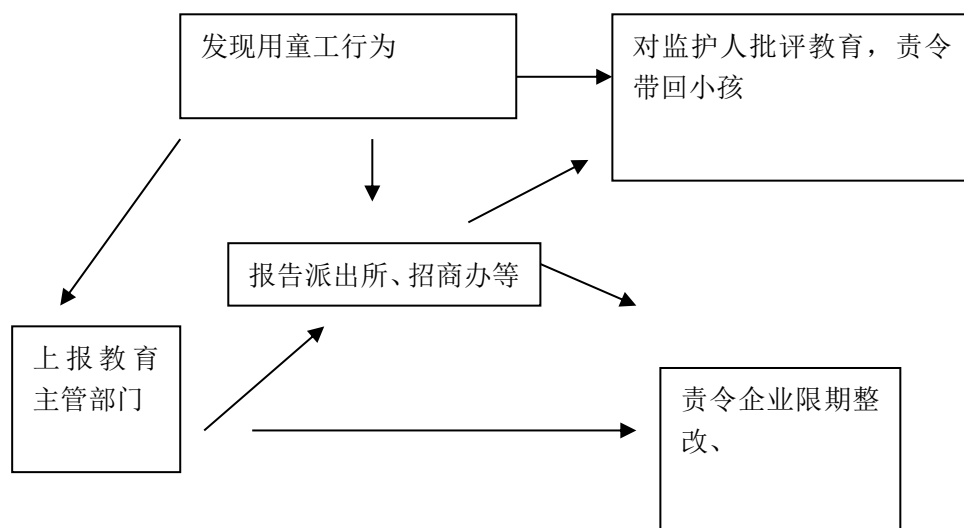 发现用童工行为
对监护人批评教育，责令
带回小孩
报告派出所、招商办等
上报教育
主管部门
责令企业限期整
改、